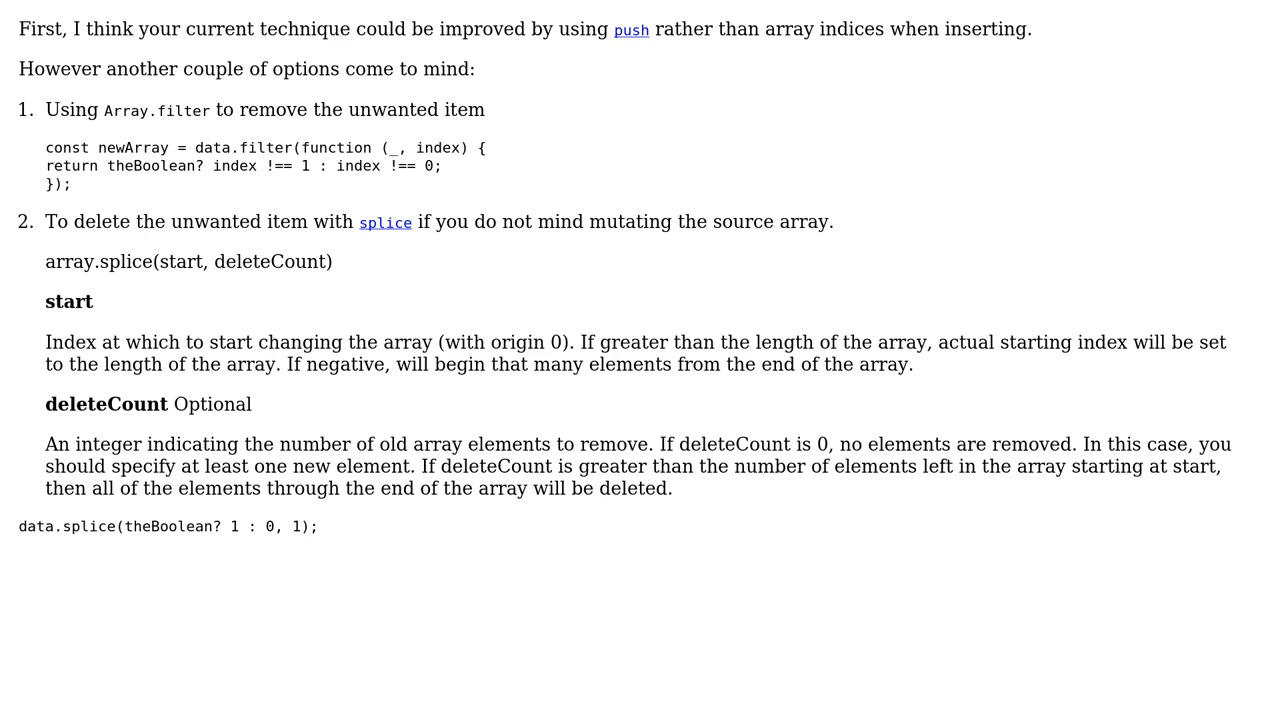 First, I think your current technique could be improved by using push rather than array indices when inserting.
However another couple of options come to mind:
1. Using Array.filter to remove the unwanted item
const newArray = data.filter(function (_, index) {
return theBoolean? index !== 1 : index !== 0;
});
2. To delete the unwanted item with splice if you do not mind mutating the source array.
array.splice(start, deleteCount)
start
Index at which to start changing the array (with origin 0). If greater than the length of the array, actual starting index will be set
to the length of the array. If negative, will begin that many elements from the end of the array.
deleteCount Optional
An integer indicating the number of old array elements to remove. If deleteCount is 0, no elements are removed. In this case, you
should specify at least one new element. If deleteCount is greater than the number of elements left in the array starting at start,
then all of the elements through the end of the array will be deleted.
data.splice(theBoolean? 1 : 0, 1);